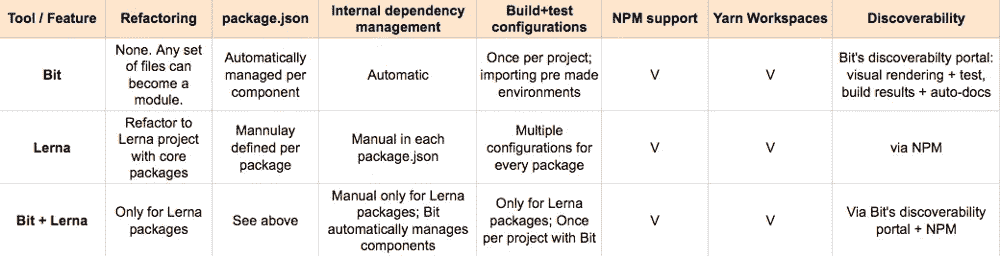 Tool / Feature
Refactoring
package.json
Internal dependency
management
Build+test
configurations
NPM support
Yarn Workspaces
Discoverability
Bit
None. Any set
of files can
become a
module.
Automatically
managed per
component
Automatic
Once per project;
importing pre made
environments
V
V
Bit's discoverabilty portal:
visual rendering + test,
build results + auto-docs
Lerna
Refactor to
Lerna project
with core
packages
Mannulay
defined per
package
Manual in each
package.json
Multiple
configurations for
every package
V
V
via NPM
Bit + Lerna
Only for Lerna
packages
See above
Manual only for Lerna
packages; Bit
automatically manages
components
Only for Lerna
packages; Once
per project with Bit
V
V
Via Bit's discoverability
portal + NPM